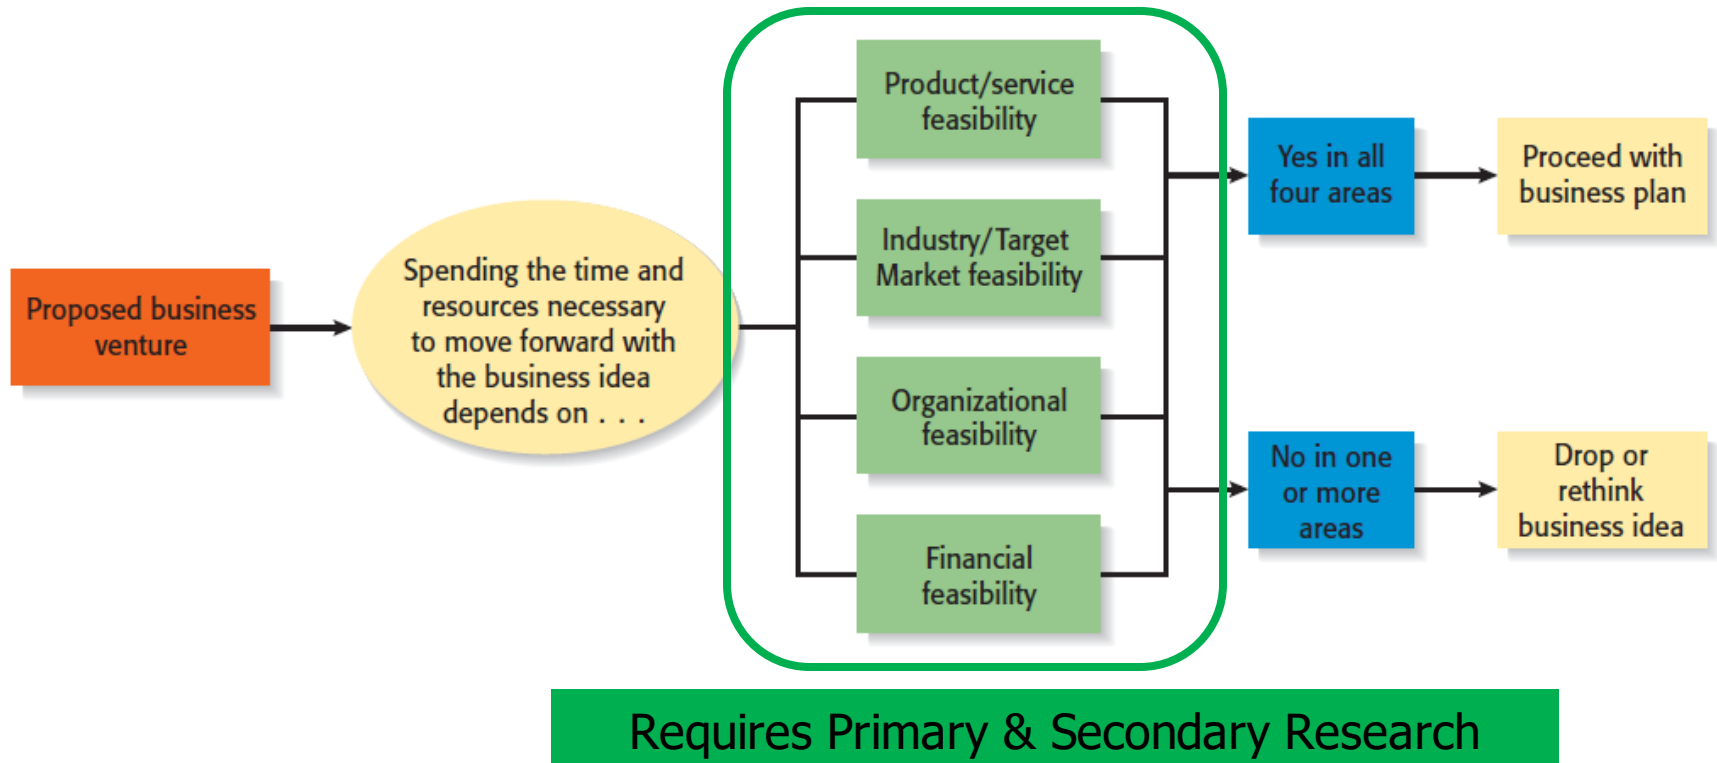 Proposed business
venture
Spending the time and
resources necessary
to move forward with
the business idea
depends on . . .
Product/service
feasibility
Industry/Target
Market feasibility
Organizational
feasibility
Financial
feasibility
Yes in all
four areas
Proceed with
business plan
No in one
or more
areas
Drop or
rethink
business idea
Requires Primary & Secondary Research